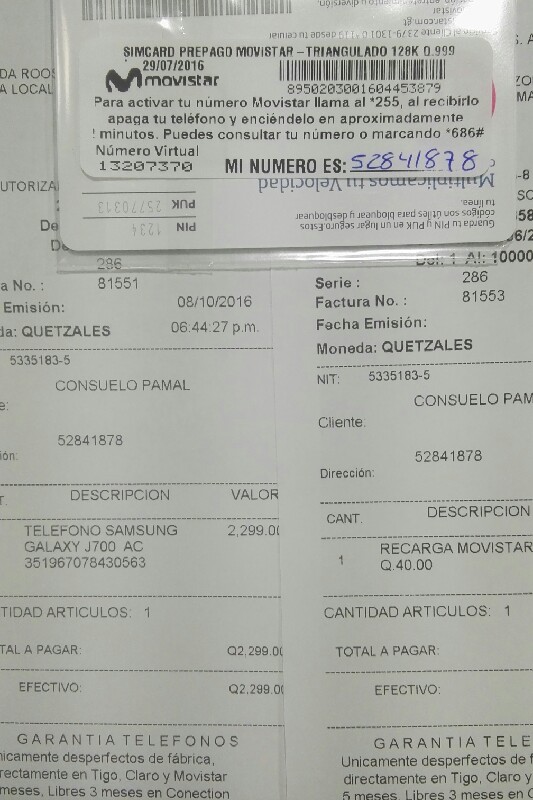 SIMCARD PREPAGO MOVISTAR –TRIANGULADO 128K 0.999
29/07/2016
movistar
8950203001604453879
Para activar tu número Movistar llama al *255, al recibirlo
apaga tu teléfono y enciéndelo en aproximadamente
minutos. Puedes consultar tu número o marcando *686#
Número Virtual
13207370
MI NUMERO ES: 52841878
Multiplicamos tu Velocidad
Guarda tu PIN y PUK en un lugar seguro.Estos
códigos son útiles para bloquear y desbloquear
tu línea.
PUK 25770313
PIN 1234
DA ROOS
A LOCAL
UTORIZA
De
286
a No. : 81551
Emisión: 08/10/2016
da: QUETZALES 06:44:27 p.m.
5335183-5
CONSUELO PAMAL
e:
52841878
ión:
T. DESCRIPCION VALOR
TELEFONO SAMSUNG 2,299.00
GALAXY J700 AC
351967078430563
TIDAD ARTICULOS: 1
TAL A PAGAR: Q2,299.00
EFECTIVO: Q2,299.00
GARANTIA TELEFONOS
nicamente desperfectos de fábrica,
rectamente en Tigo, Claro y Movistar
meses, Libres 3 meses en Conection
Del: 1 Al: 10000
Serie : 286
Factura No. : 81553
Fecha Emisión:
Moneda: QUETZALES
NIT: 5335183-5
CONSUELO PAM
Cliente:
52841878
Dirección:
CANT. DESCRIPCION
1 RECARGA MOVISTAR
Q.40.00
CANTIDAD ARTICULOS: 1
TOTAL A PAGAR:
EFECTIVO:
GARANTIA TELE
Unicamente desperfectos de fá
directamente en Tigo, Claro y
5 meses, Libres 3 meses en C